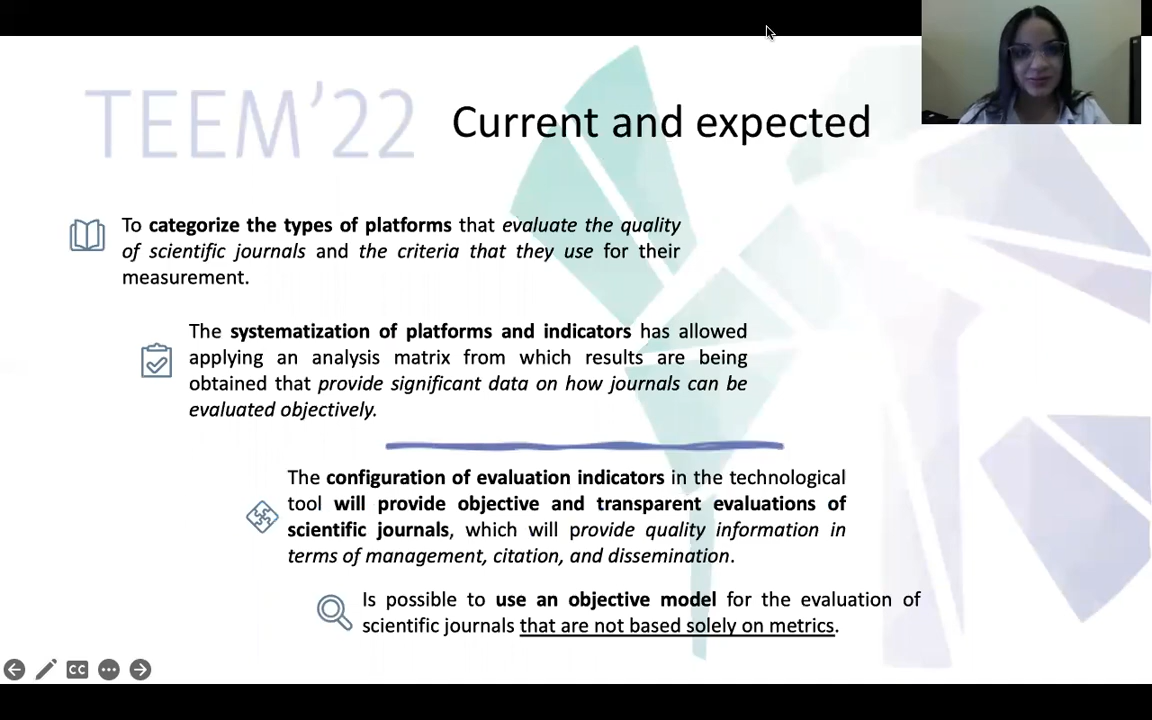 TEEM’22
Current and expected
To categorize the types of platforms that evaluate the quality
of scientific journals and the criteria that they use for their
measurement.
The systematization of platforms and indicators has allowed
applying an analysis matrix from which results are being
obtained that provide significant data on how journals can be
evaluated objectively.
The configuration of evaluation indicators in the technological
tool will provide objective and transparent evaluations of
scientific journals, which will provide quality information in
terms of management, citation, and dissemination.
Is possible to use an objective model for the evaluation of
scientific journals that are not based solely on metrics.
CC